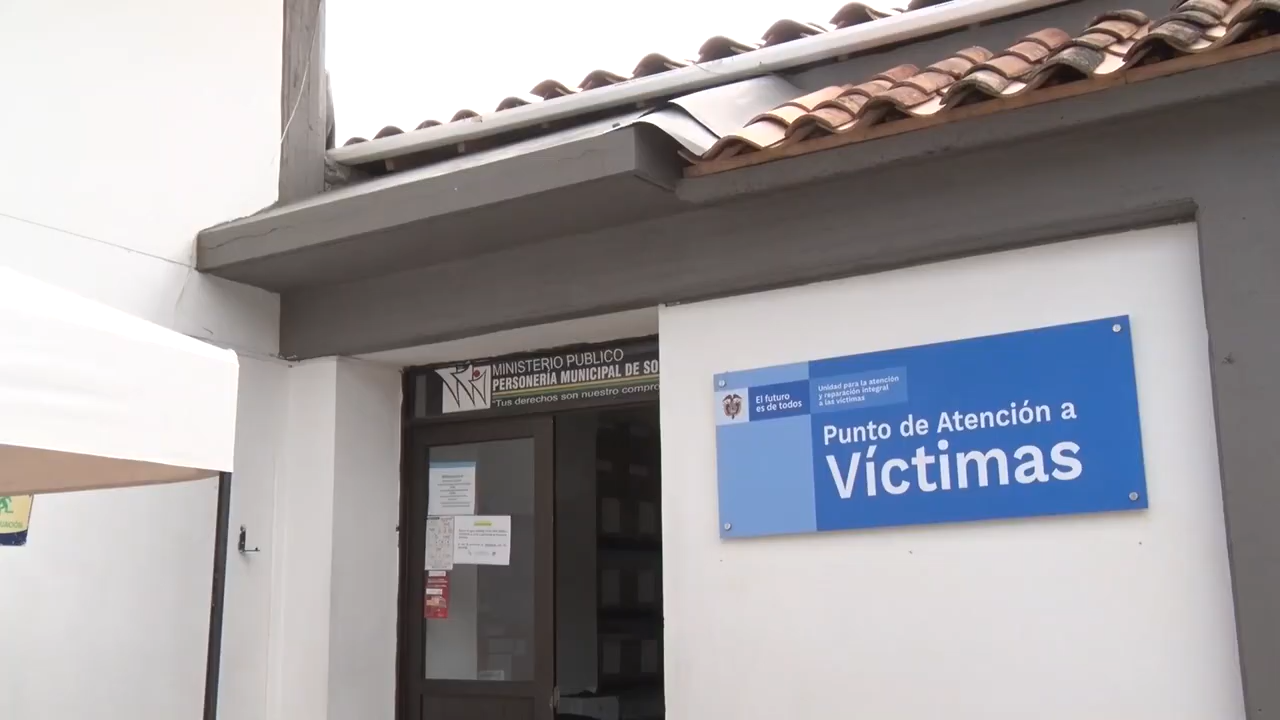 MINISTERIO PUBLICO
PERSONERÍA MUNICIPAL DE SO
"Tus derechos son nuestro compro
El futuro
es de todos
Unidad para la atención
y reparación integral
a las víctimas
Punto de Atención a
Víctimas